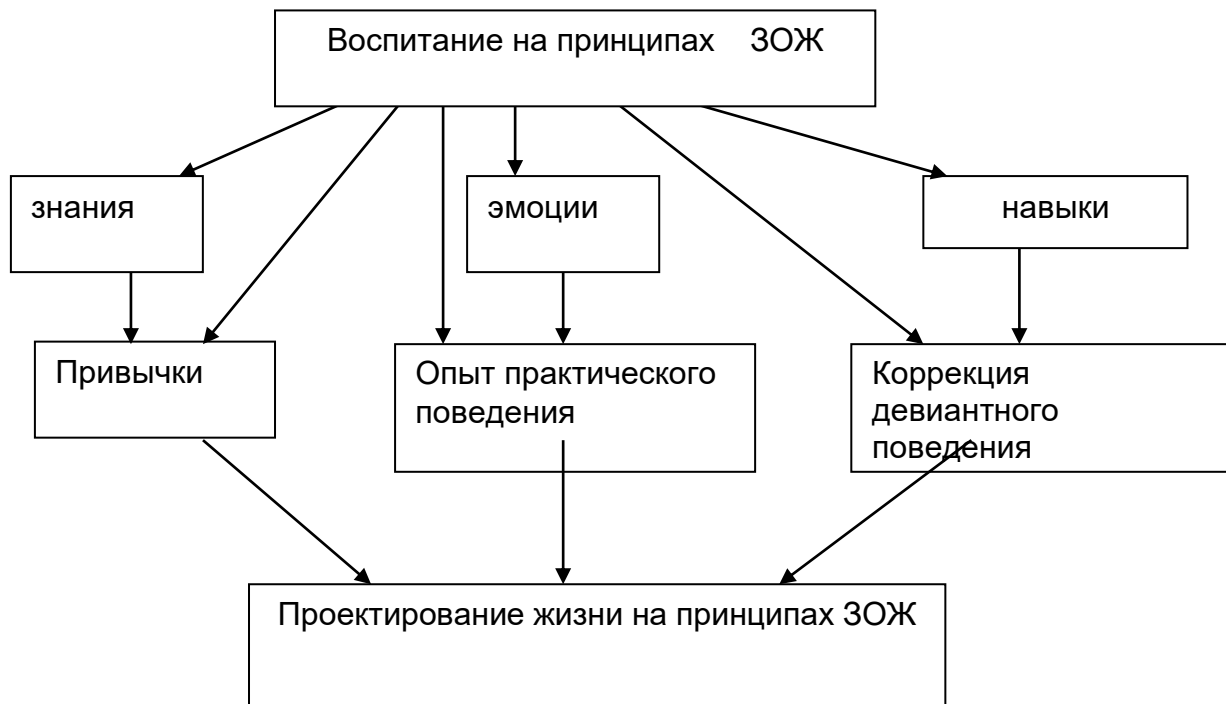 Воспитание на принципах ЗОЖ
знания
эмоции
навыки
Привычки
Опыт практического
поведения
Коррекция
девиантного
поведения
Проектирование жизни на принципах ЗОЖ